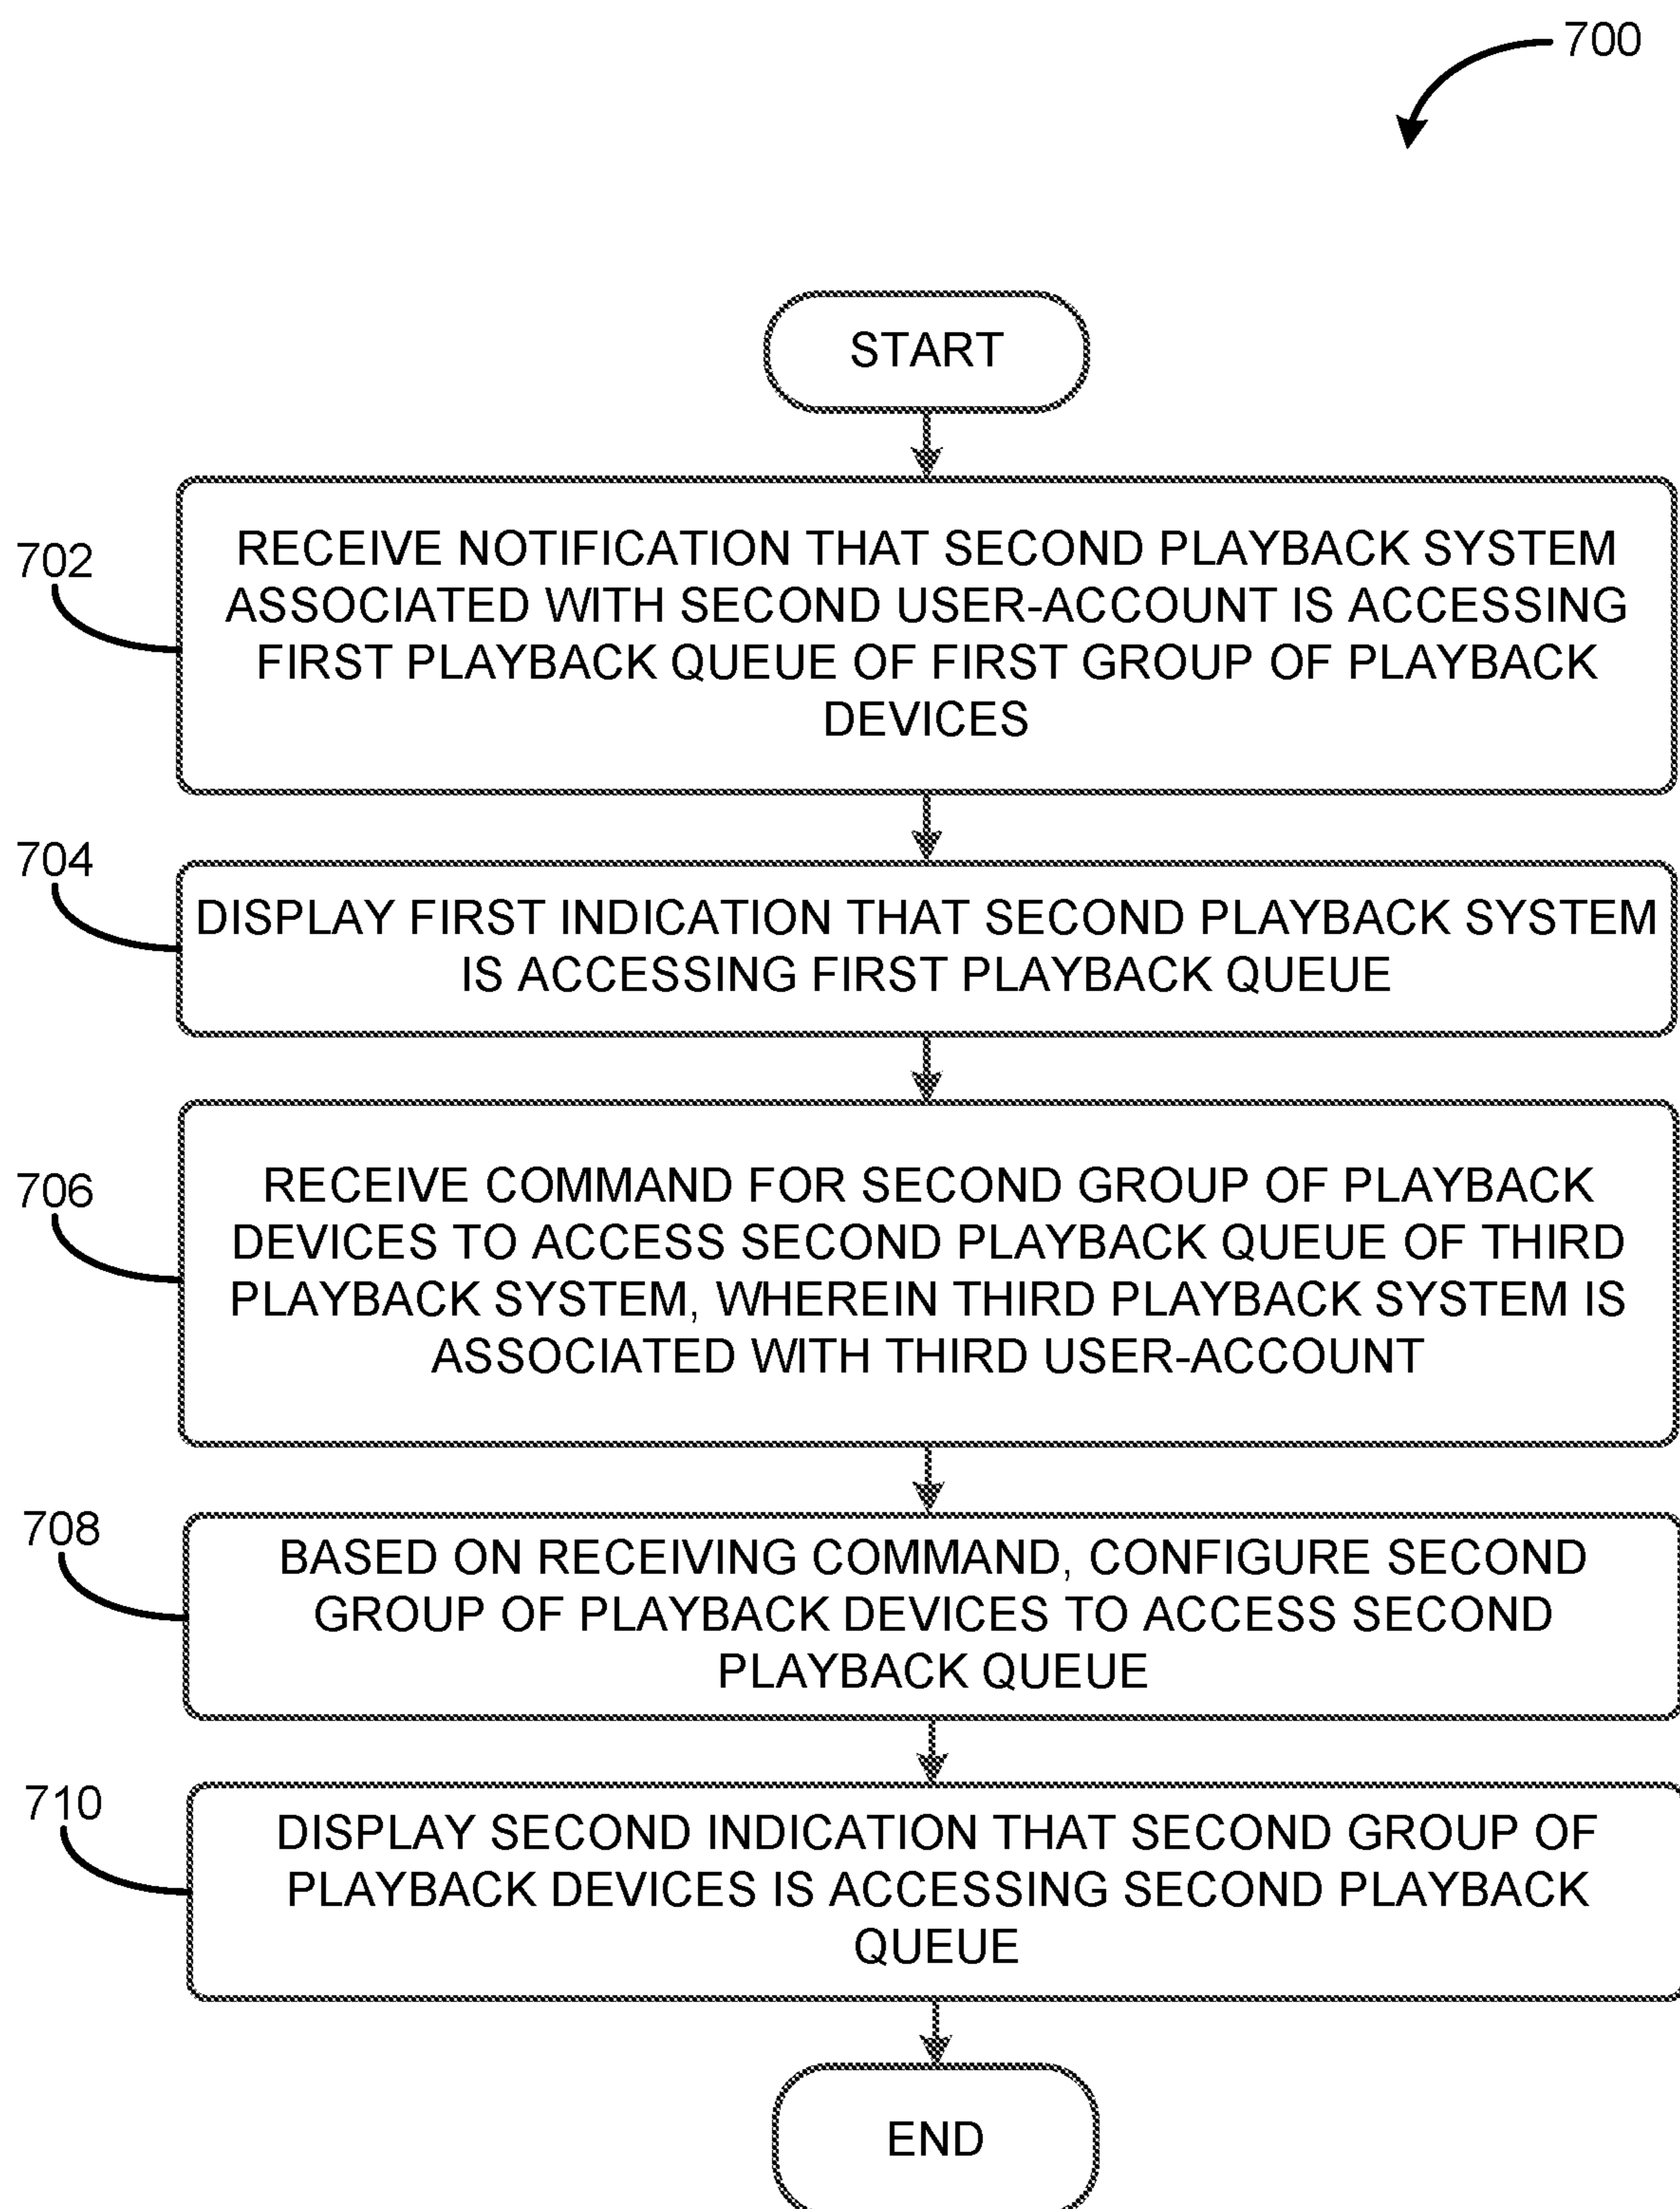 700
START
702
RECEIVE NOTIFICATION THAT SECOND PLAYBACK SYSTEM
ASSOCIATED WITH SECOND USER-ACCOUNT IS ACCESSING
FIRST PLAYBACK QUEUE OF FIRST GROUP OF PLAYBACK
DEVICES
704
DISPLAY FIRST INDICATION THAT SECOND PLAYBACK SYSTEM
IS ACCESSING FIRST PLAYBACK QUEUE
706
RECEIVE COMMAND FOR SECOND GROUP OF PLAYBACK
DEVICES TO ACCESS SECOND PLAYBACK QUEUE OF THIRD
PLAYBACK SYSTEM, WHEREIN THIRD PLAYBACK SYSTEM IS
ASSOCIATED WITH THIRD USER-ACCOUNT
708
BASED ON RECEIVING COMMAND, CONFIGURE SECOND
GROUP OF PLAYBACK DEVICES TO ACCESS SECOND
PLAYBACK QUEUE
710
DISPLAY SECOND INDICATION THAT SECOND GROUP OF
PLAYBACK DEVICES IS ACCESSING SECOND PLAYBACK
QUEUE
END